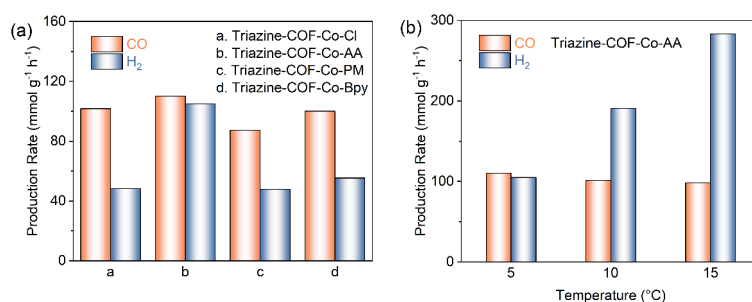 (a)
Production Rate (mmol g⁻¹ h⁻¹)
160
120
80
40
0
CO
H₂
a. Triazine-COF-Co-Cl
b. Triazine-COF-Co-AA
c. Triazine-COF-Co-PM
d. Triazine-COF-Co-Bpy
a b c d
(b)
Production Rate (mmol g⁻¹ h⁻¹)
300
200
100
0
CO
H₂
Triazine-COF-Co-AA
5 10 15
Temperature (°C)